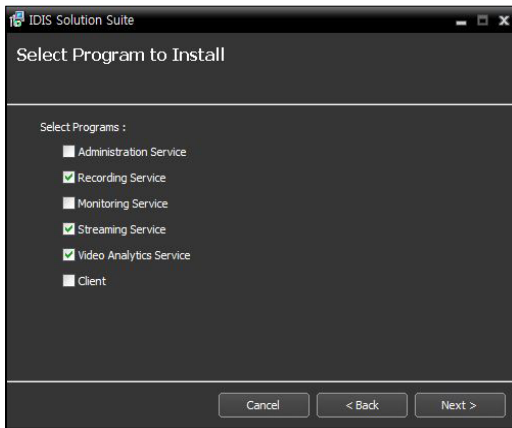 IDIS Solution Suite
Select Program to Install
Select Programs :
Administration Service
Recording Service
Monitoring Service
Streaming Service
Video Analytics Service
Client
Cancel
< Back
Next >